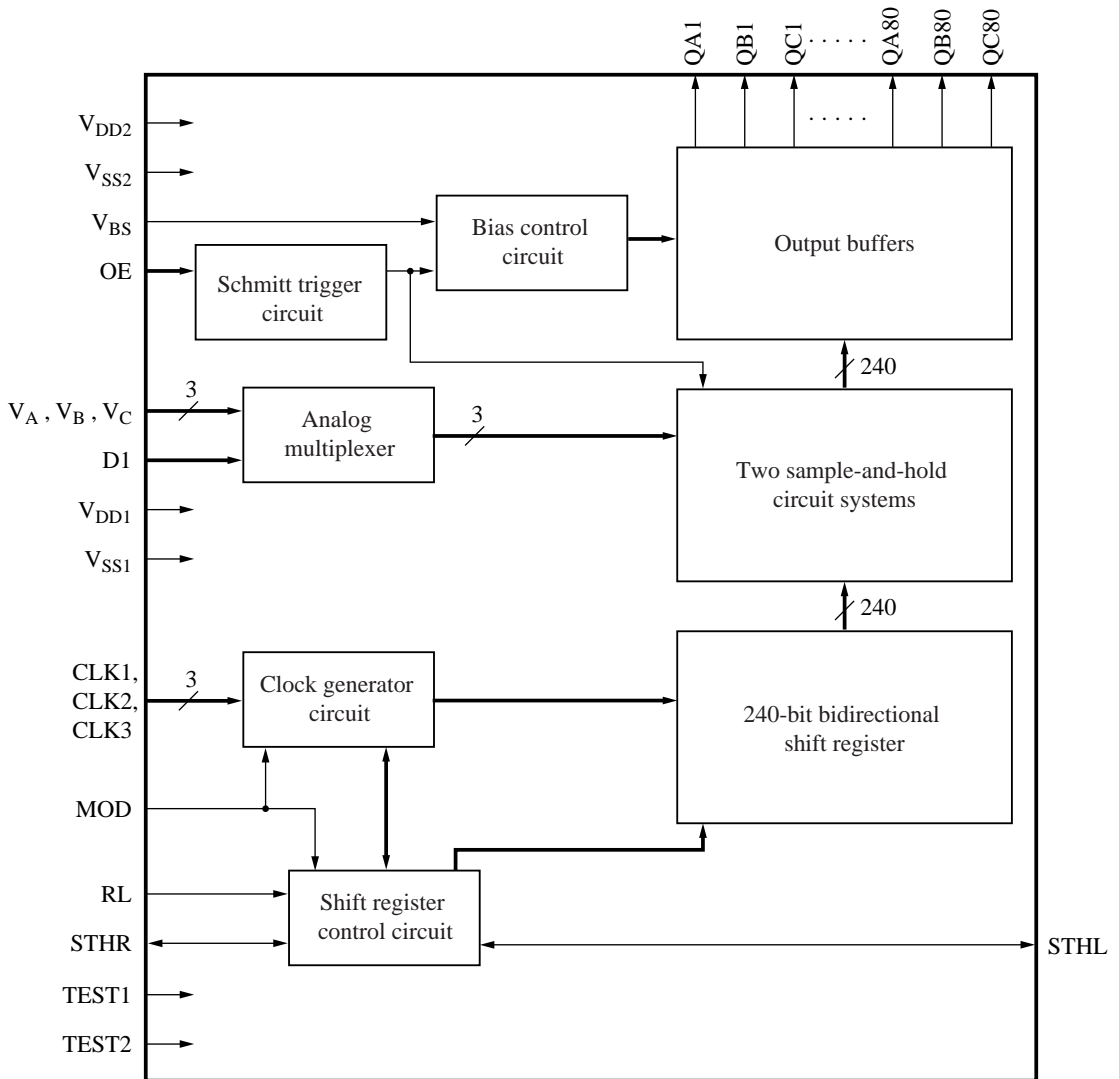 QA1 QB1 QC1 ..... QA80 QB80 QC80
.....
VDD2
VSS2
VBS
OE
Schmitt trigger
circuit
Bias control
circuit
Output buffers
240
VA , VB , VC
3
D1
Analog
multiplexer
3
Two sample-and-hold
circuit systems
VDD1
VSS1
240
CLK1,
CLK2,
CLK3
3
Clock generator
circuit
240-bit bidirectional
shift register
MOD
RL
STHR
Shift register
control circuit
STHL
TEST1
TEST2